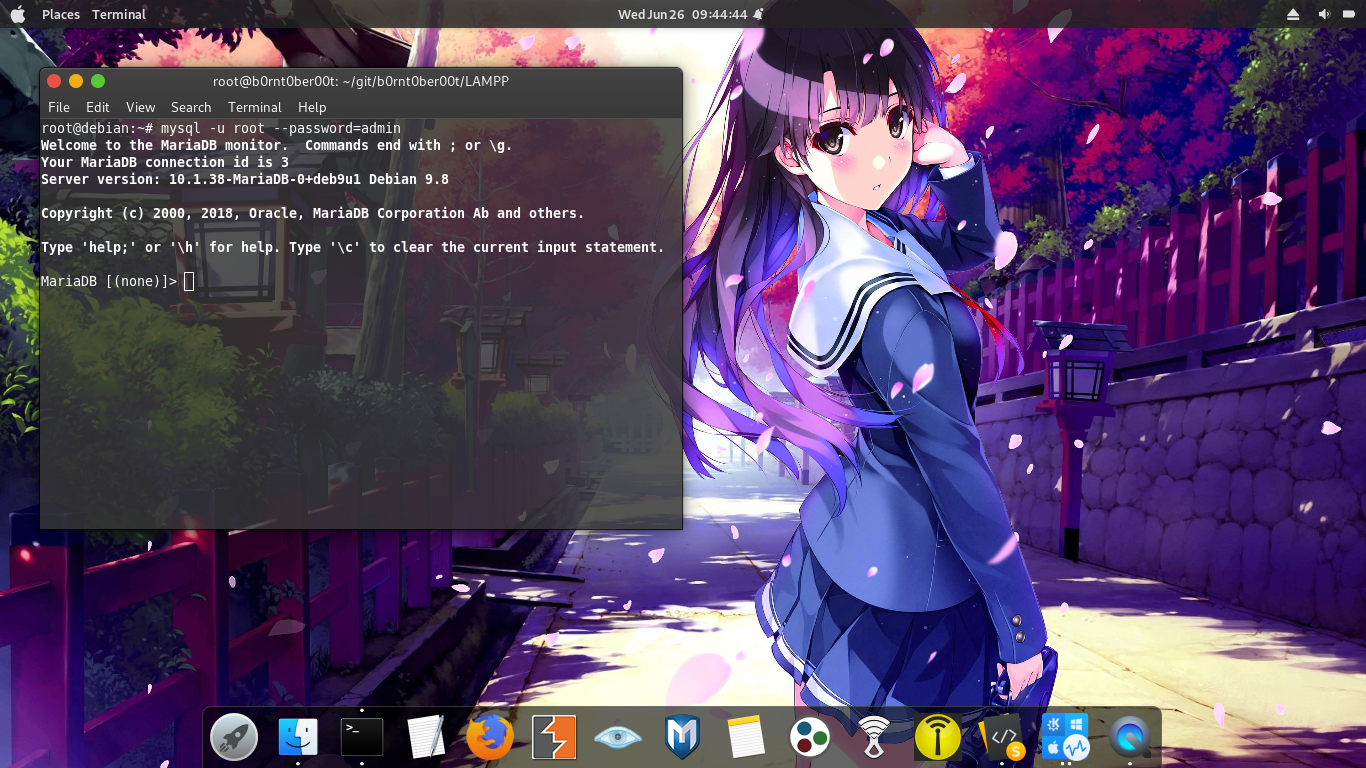 Places Terminal
Wed Jun 26 09:44:44
root@b0rnt0ber00t: ~/git/b0rnt0ber00t/LAMPP
File Edit View Search Terminal Help
root@debian:~# mysql -u root --password=admin
Welcome to the MariaDB monitor.  Commands end with ; or \g.
Your MariaDB connection id is 3
Server version: 10.1.38-MariaDB-0+deb9u1 Debian 9.8
Copyright (c) 2000, 2018, Oracle, MariaDB Corporation Ab and others.
Type 'help;' or '\h' for help. Type '\c' to clear the current input statement.
MariaDB [(none)]>
>_
M
</> S